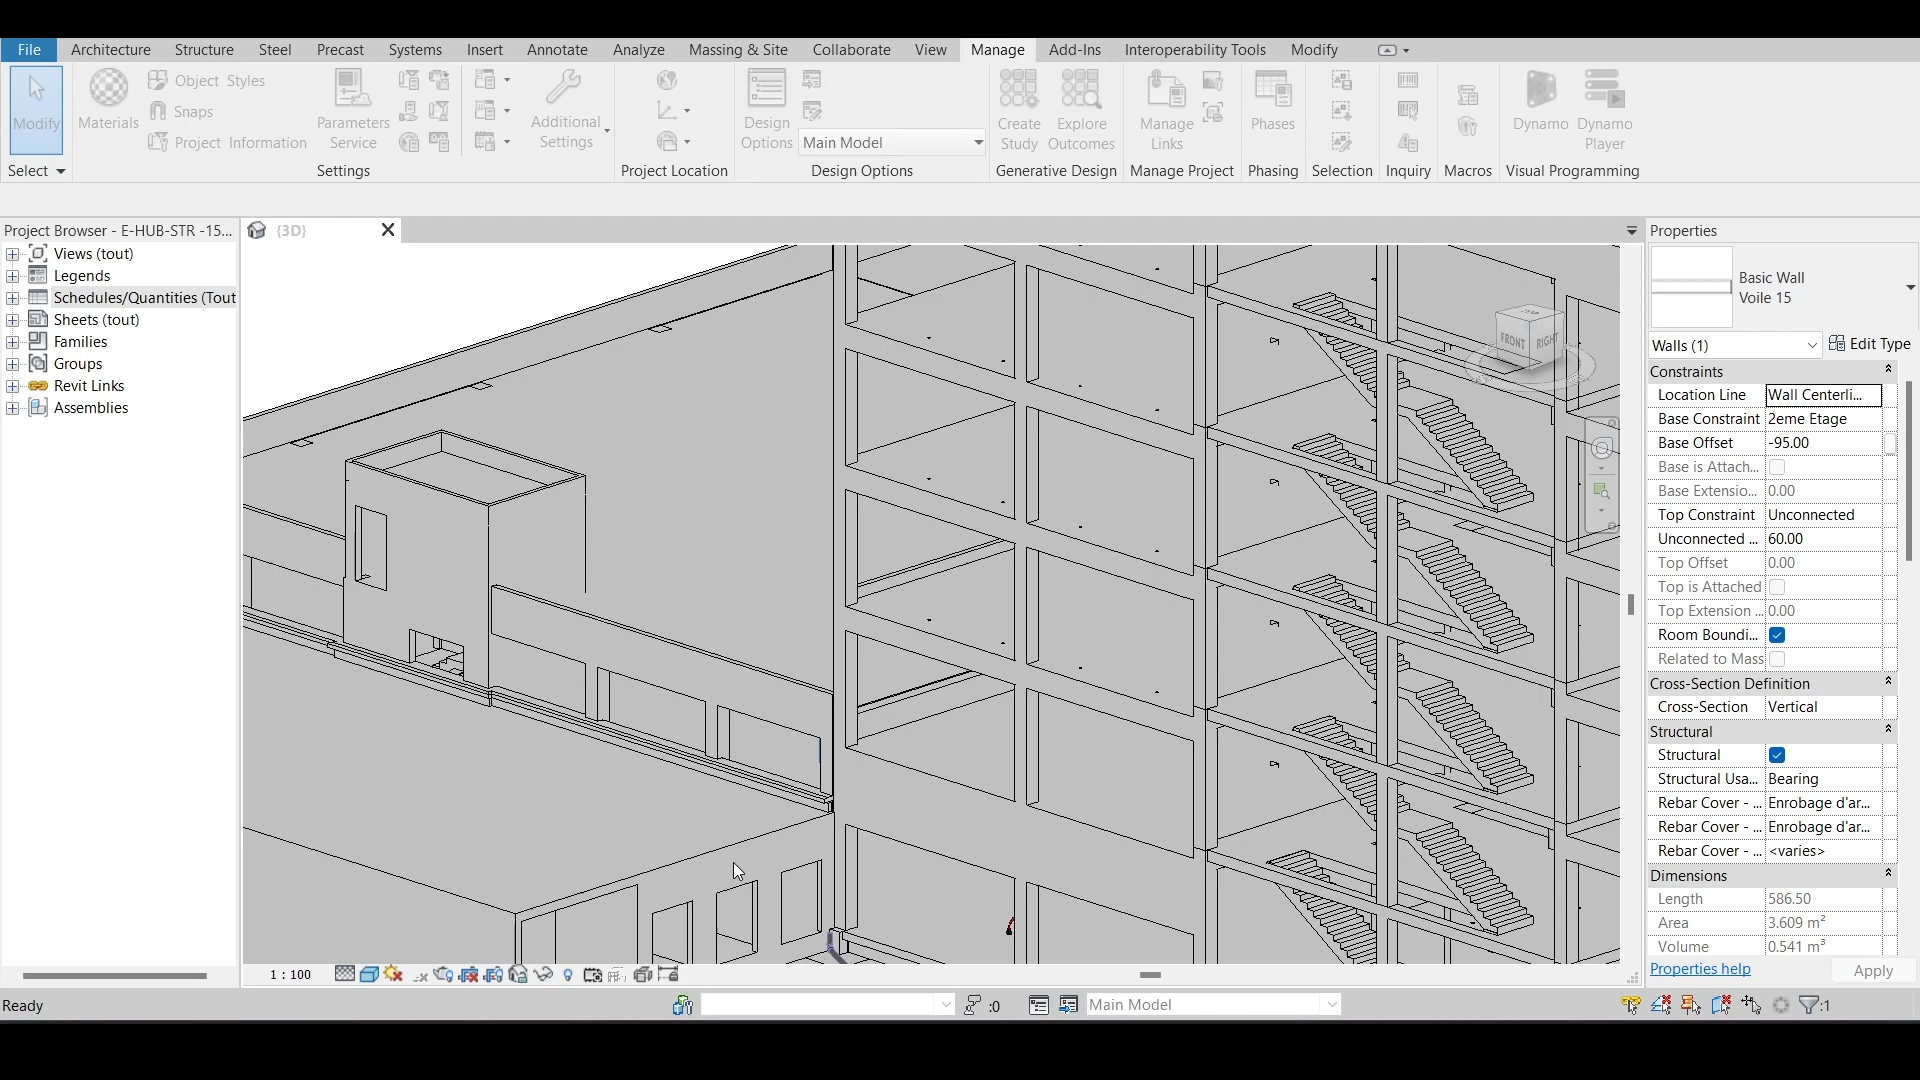 File Architecture Structure Steel Precast Systems Insert Annotate Analyze Massing & Site Collaborate View Manage Add-Ins Interoperability Tools Modify
Modify
Materials
Object Styles
Snaps
Project Information
Parameters
Service
Additional
Settings
Design
Options
Main Model
Create
Study
Explore
Outcomes
Manage
Links
Phases
Dynamo
Dynamo
Player
Select Settings Project Location Design Options Generative Design Manage Project Phasing Selection Inquiry Macros Visual Programming
Project Browser - E-HUB-STR -15...
Views (tout)
Legends
Schedules/Quantities (Tout
Sheets (tout)
Families
Groups
Revit Links
Assemblies
{3D}
FRONT RIGHT
Properties
Basic Wall
Voile 15
Walls (1) Edit Type
Constraints
Location Line Wall Centerli...
Base Constraint 2eme Etage
Base Offset -95.00
Base is Attach...
Base Extensio... 0.00
Top Constraint Unconnected
Unconnected ... 60.00
Top Offset 0.00
Top is Attached
Top Extension ... 0.00
Room Boundi...
Related to Mass
Cross-Section Definition
Cross-Section Vertical
Structural
Structural
Structural Usa... Bearing
Rebar Cover - ... Enrobage d'ar...
Rebar Cover - ... Enrobage d'ar...
Rebar Cover - ... <varies>
Dimensions
Length 586.50
Area 3.609 m²
Volume 0.541 m³
Properties help Apply
1 : 100
Ready :0 Main Model :1